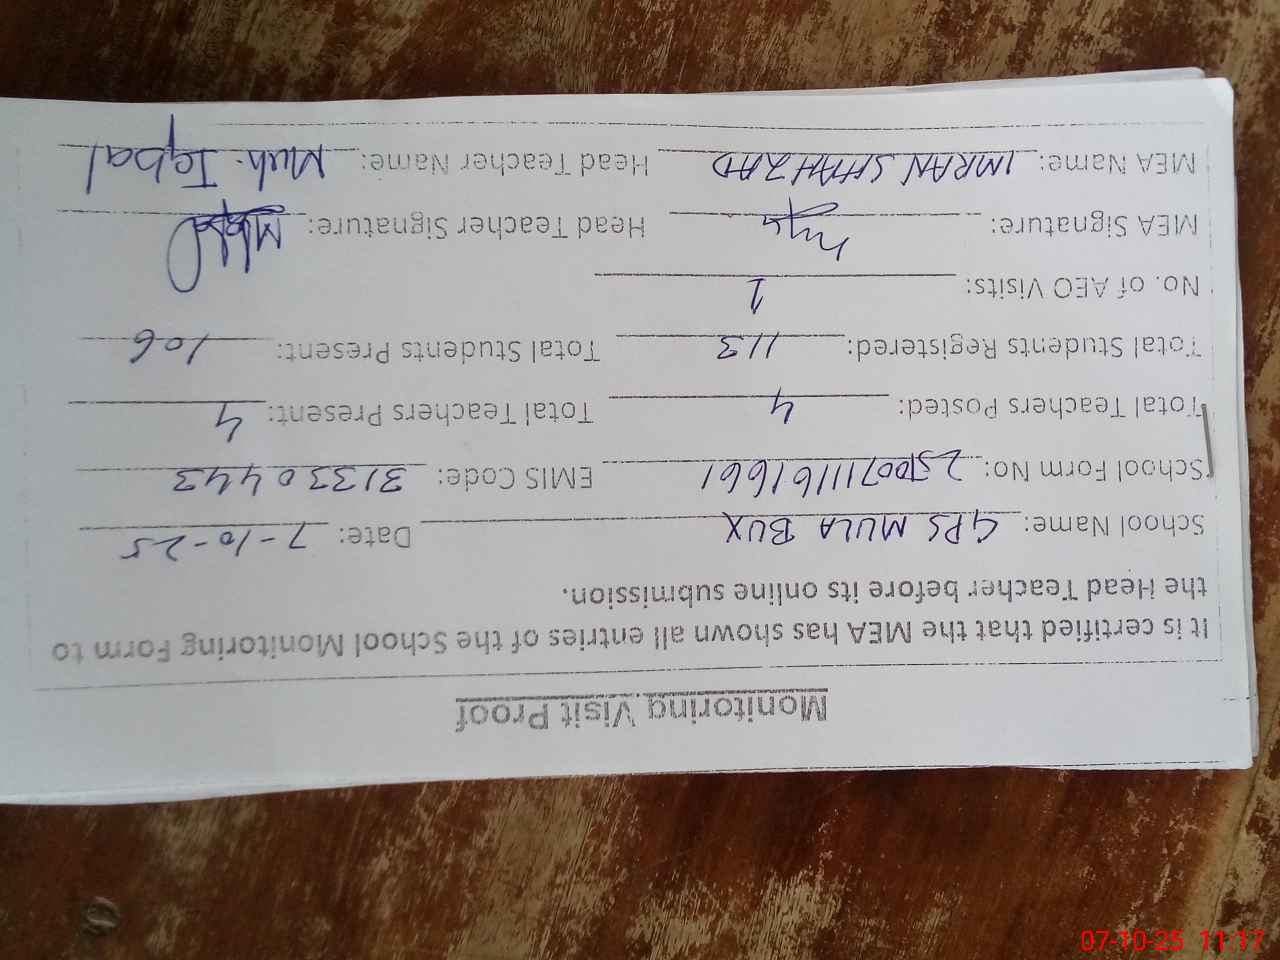 Monitoring Visit Proof
It is certified that the MEA has shown all entries of the School Monitoring Form to
the Head Teacher before its online submission.
School Name: GPS MULA BUX Date: 7-10-25
School Form No: EMIS Code: 31330443
Total Teachers Posted: 4 Total Teachers Present: 4
Total Students Registered: 113 Total Students Present: 106
No. of AEO Visits: 1
MEA Signature: Head Teacher Signature:
MEA Name: IMRAN SHAHZAD Head Teacher Name: Muh. Iqbal
07-10-25 11:17